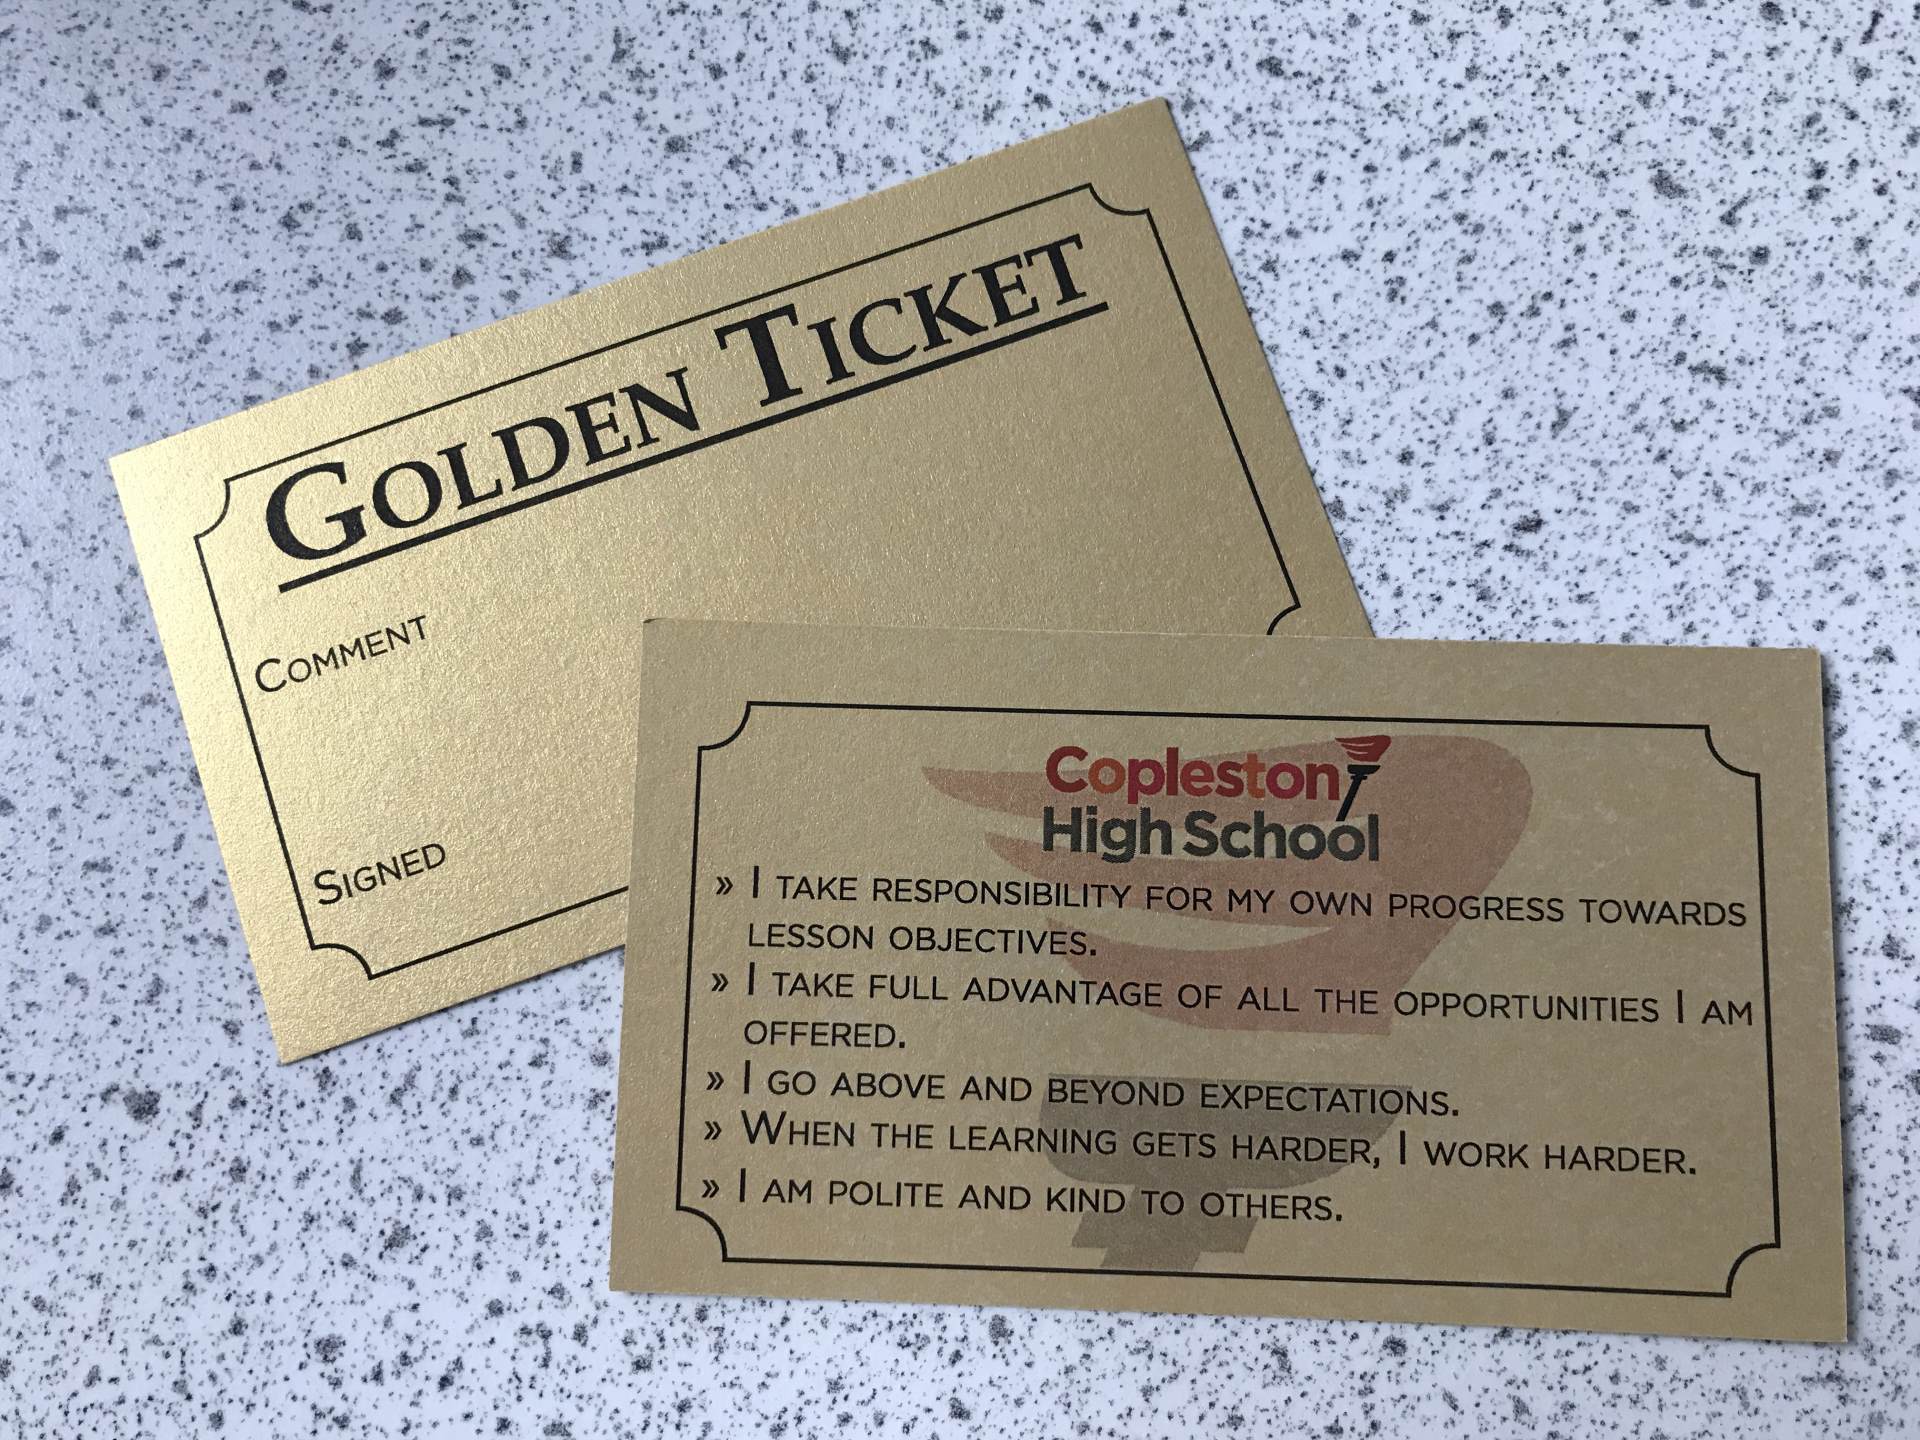 GOLDEN TICKET
COMMENT
SIGNED
Copleston
High School
» I TAKE RESPONSIBILITY FOR MY OWN PROGRESS TOWARDS
LESSON OBJECTIVES.
» I TAKE FULL ADVANTAGE OF ALL THE OPPORTUNITIES I AM
OFFERED.
» I GO ABOVE AND BEYOND EXPECTATIONS.
» WHEN THE LEARNING GETS HARDER, I WORK HARDER.
» I AM POLITE AND KIND TO OTHERS.